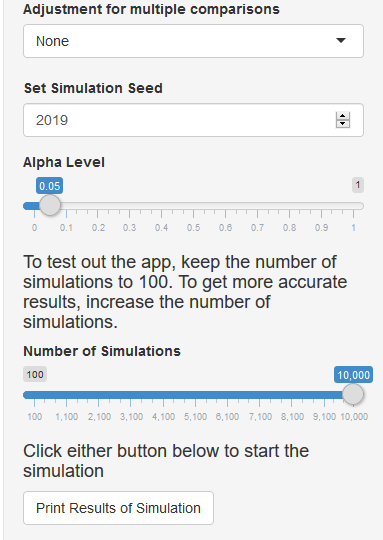 Adjustment for multiple comparisons
None
Set Simulation Seed
2019
Alpha Level
0.05 1
0 0.1 0.2 0.3 0.4 0.5 0.6 0.7 0.8 0.9 1
To test out the app, keep the number of
simulations to 100. To get more accurate
results, increase the number of
simulations.
Number of Simulations
100 10,000
100 1,100 2,100 3,100 4,100 5,100 6,100 7,100 8,100 9,100 10,000
Click either button below to start the
simulation
Print Results of Simulation